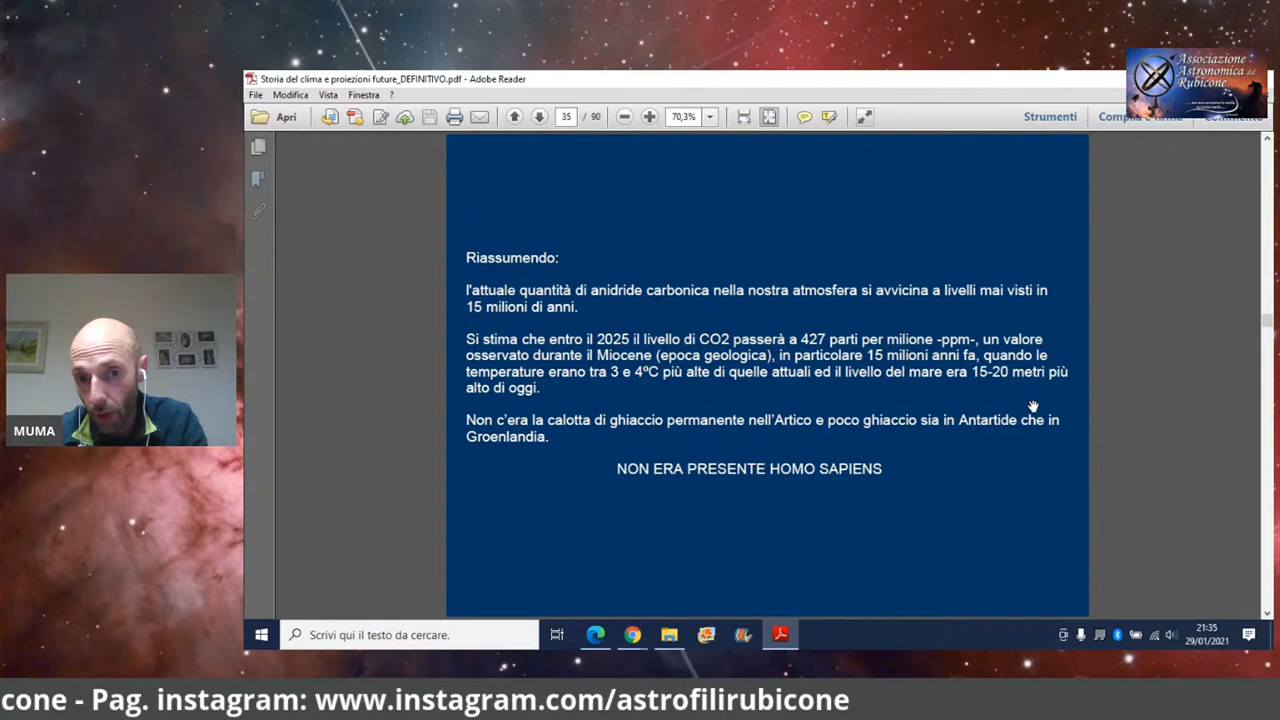 Storia del clima e proiezioni future_DEFINITIVO.pdf - Adobe Reader
File Modifica Vista Finestra ?
Apri 35 / 90 70,3% Strumenti
Associazione
Astronomica del
Rubicone
Riassumendo:
l'attuale quantità di anidride carbonica nella nostra atmosfera si avvicina a livelli mai visti in
15 milioni di anni.
Si stima che entro il 2025 il livello di CO2 passerà a 427 parti per milione -ppm-, un valore
osservato durante il Miocene (epoca geologica), in particolare 15 milioni anni fa, quando le
temperature erano tra 3 e 4ºC più alte di quelle attuali ed il livello del mare era 15-20 metri più
alto di oggi.
Non c'era la calotta di ghiaccio permanente nell'Artico e poco ghiaccio sia in Antartide che in
Groenlandia.
NON ERA PRESENTE HOMO SAPIENS
MUMA
Scrivi qui il testo da cercare.
21:35
29/01/2021
cone - Pag. instagram: www.instagram.com/astrofilirubicone